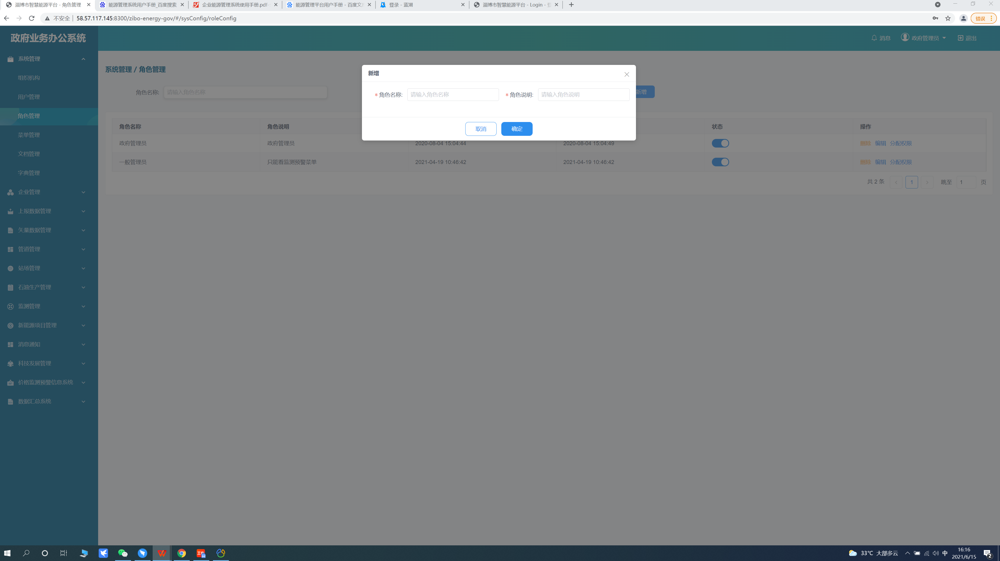 淄博市智慧能源平台 - 角色管理
能源管理系统用户手册_百度搜索
企业能源管理系统使用手册.pdf-
能源管理平台用户手册 - 百度文
登录 - 蓝湖
淄博市智慧能源平台 - Login -
不安全
58.57.117.145:8300/zibo-energy-gov/#/sysConfig/roleConfig
错误
政府业务办公系统
消息
政府管理员
退出
系统管理
组织机构
用户管理
角色管理
菜单管理
文档管理
字典管理
企业管理
上报数据管理
矢量数据管理
管道管理
站场管理
石油生产管理
监测管理
新能源项目管理
消息通知
科技发展管理
价格监测预警信息系统
数据汇总系统
系统管理 / 角色管理
角色名称: 请输入角色名称
新增
新增
* 角色名称: 请输入角色名称 * 角色说明: 请输入角色说明
取消 确定
角色名称 角色说明 状态 操作
政府管理员 政府管理员 2020-08-04 15:04:44 2020-08-04 15:04:49 删除 编辑 分配权限
一般管理员 只能看监测预警菜单 2021-04-19 10:46:42 2021-04-19 10:46:42 删除 编辑 分配权限
共 2 条 1 跳至 1 页
33℃ 大部多云
中
16:16
2021/6/15
2